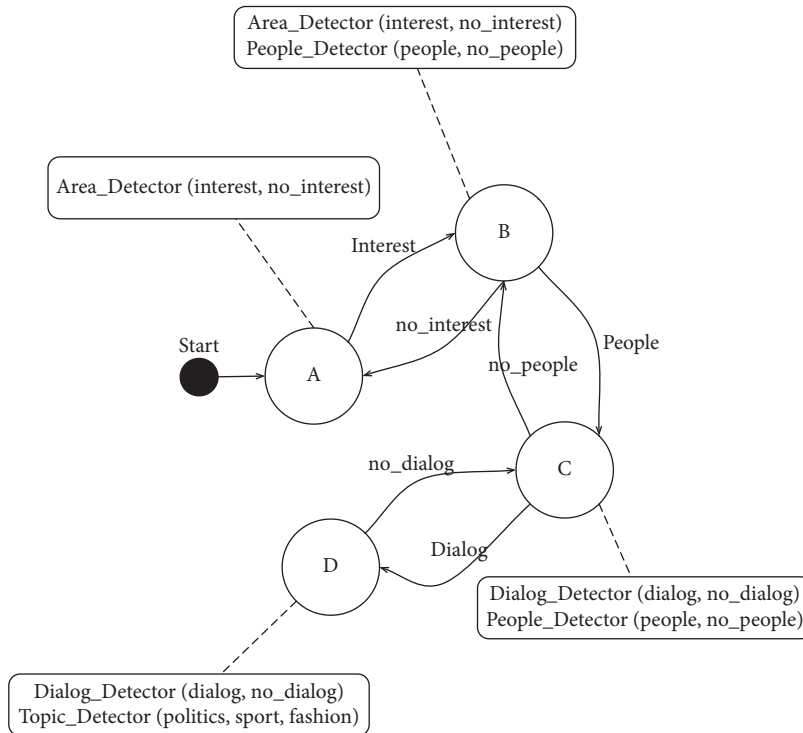 Area_Detector (interest, no_interest)
People_Detector (people, no_people)
Area_Detector (interest, no_interest)
B
Interest
no_interest
Start
People
no_people
A
no_dialog
C
Dialog
D
Dialog_Detector (dialog, no_dialog)
People_Detector (people, no_people)
Dialog_Detector (dialog, no_dialog)
Topic_Detector (politics, sport, fashion)